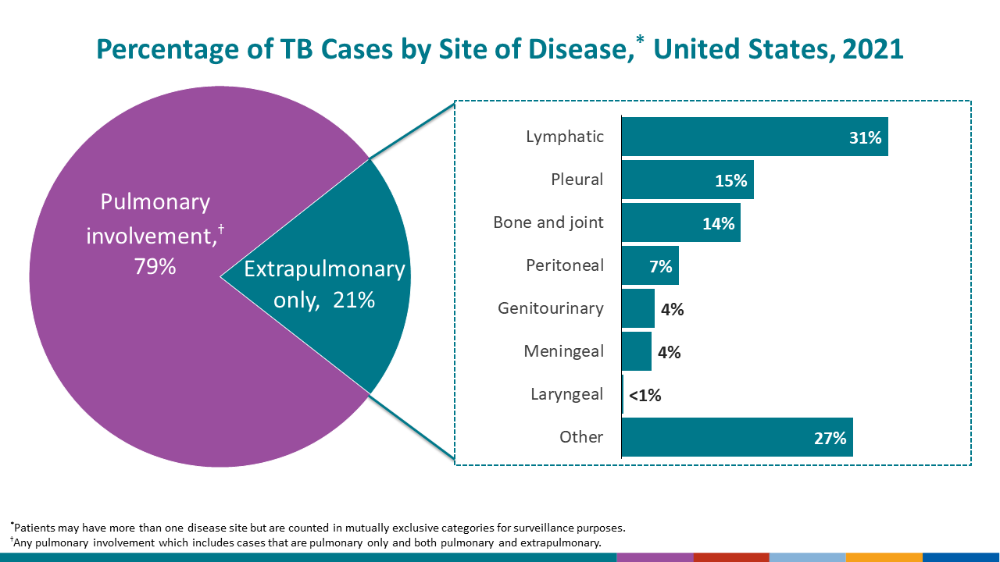 Percentage of TB Cases by Site of Disease,* United States, 2021
Pulmonary
involvement,†
79%
Extrapulmonary
only, 21%
Lymphatic 31%
Pleural 15%
Bone and joint 14%
Peritoneal 7%
Genitourinary 4%
Meningeal 4%
Laryngeal <1%
Other 27%
*Patients may have more than one disease site but are counted in mutually exclusive categories for surveillance purposes.
†Any pulmonary involvement which includes cases that are pulmonary only and both pulmonary and extrapulmonary.